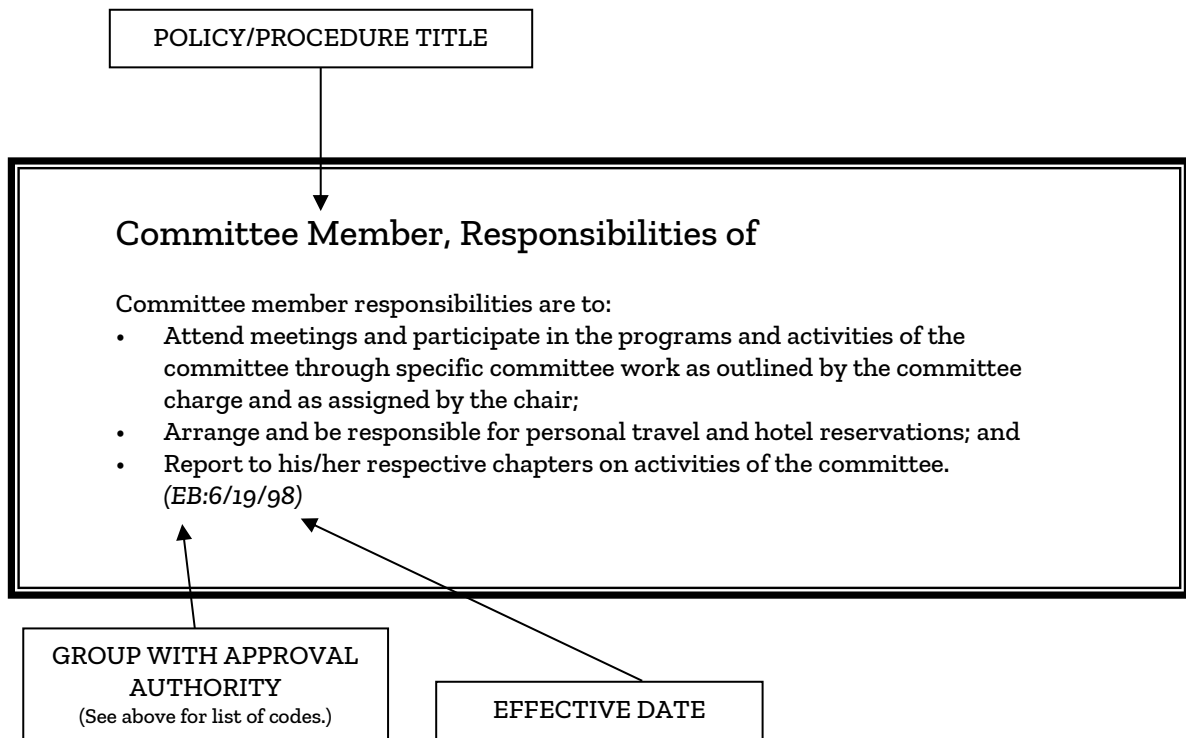 POLICY/PROCEDURE TITLE
Committee Member, Responsibilities of
Committee member responsibilities are to:
• Attend meetings and participate in the programs and activities of the
committee through specific committee work as outlined by the committee
charge and as assigned by the chair;
• Arrange and be responsible for personal travel and hotel reservations; and
• Report to his/her respective chapters on activities of the committee.
(EB:6/19/98)
GROUP WITH APPROVAL
AUTHORITY
(See above for list of codes.)
EFFECTIVE DATE